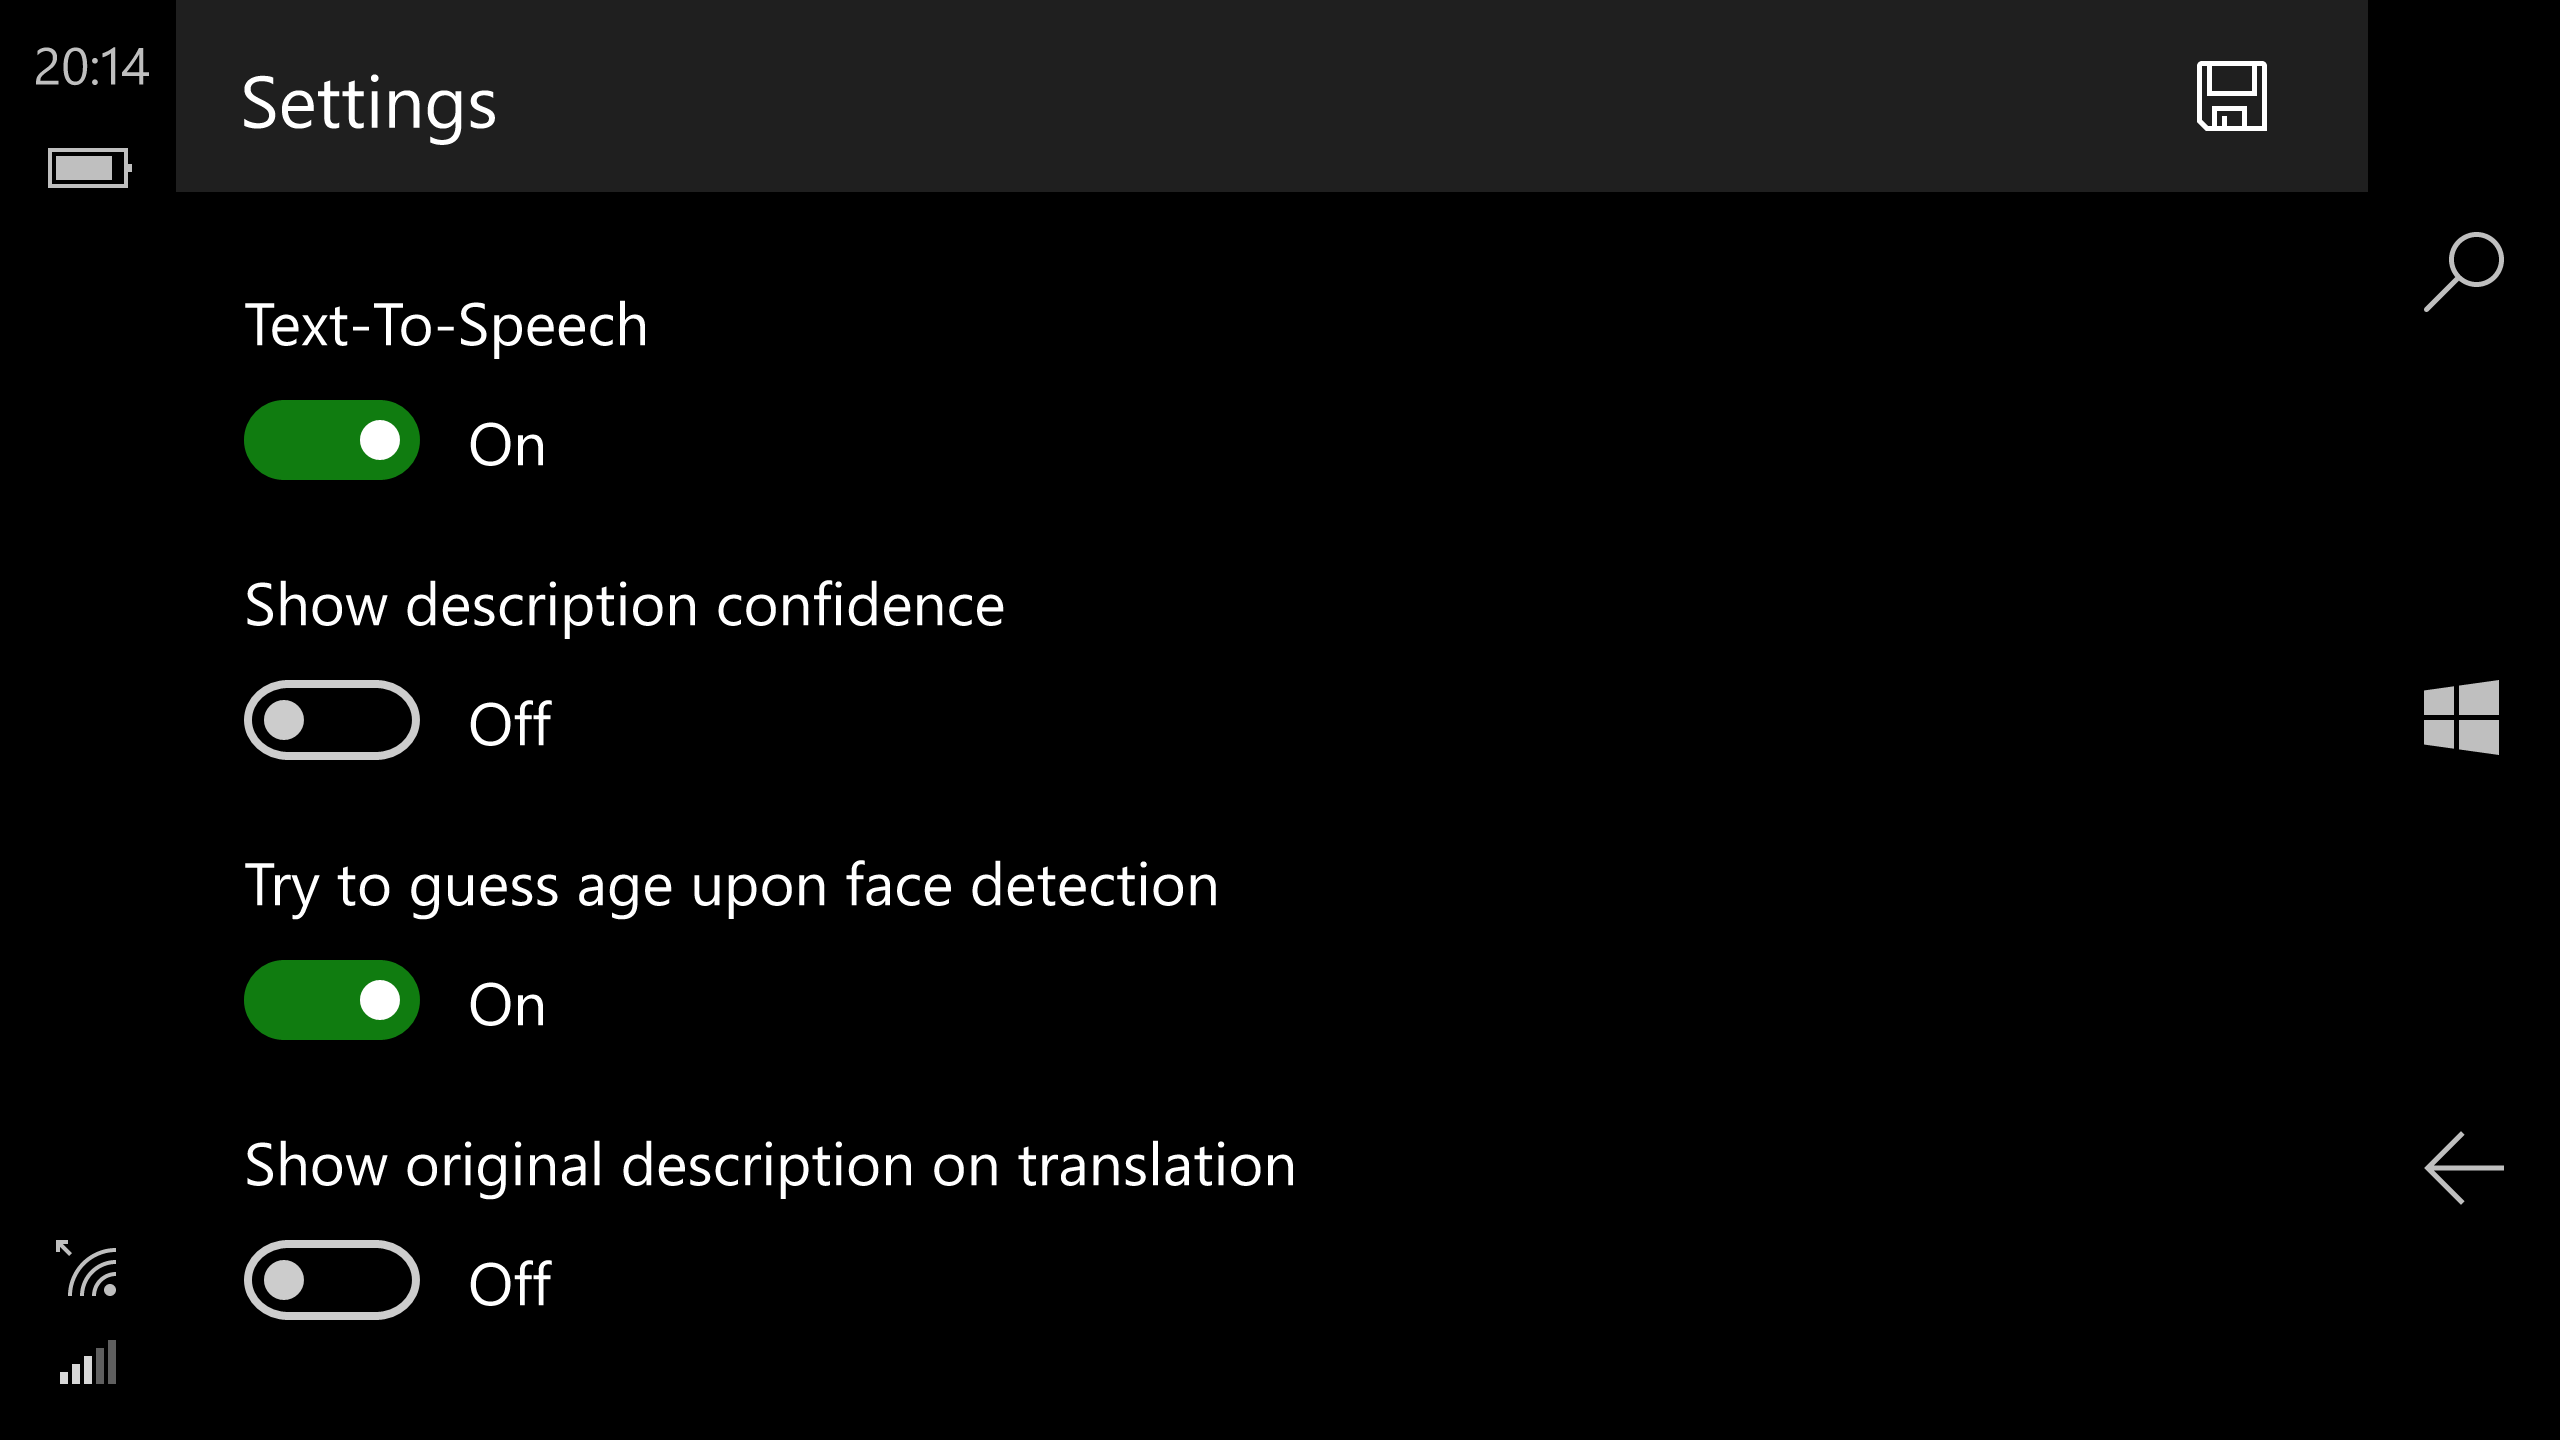 20:14
Settings
Text-To-Speech
On
Show description confidence
Off
Try to guess age upon face detection
On
Show original description on translation
Off